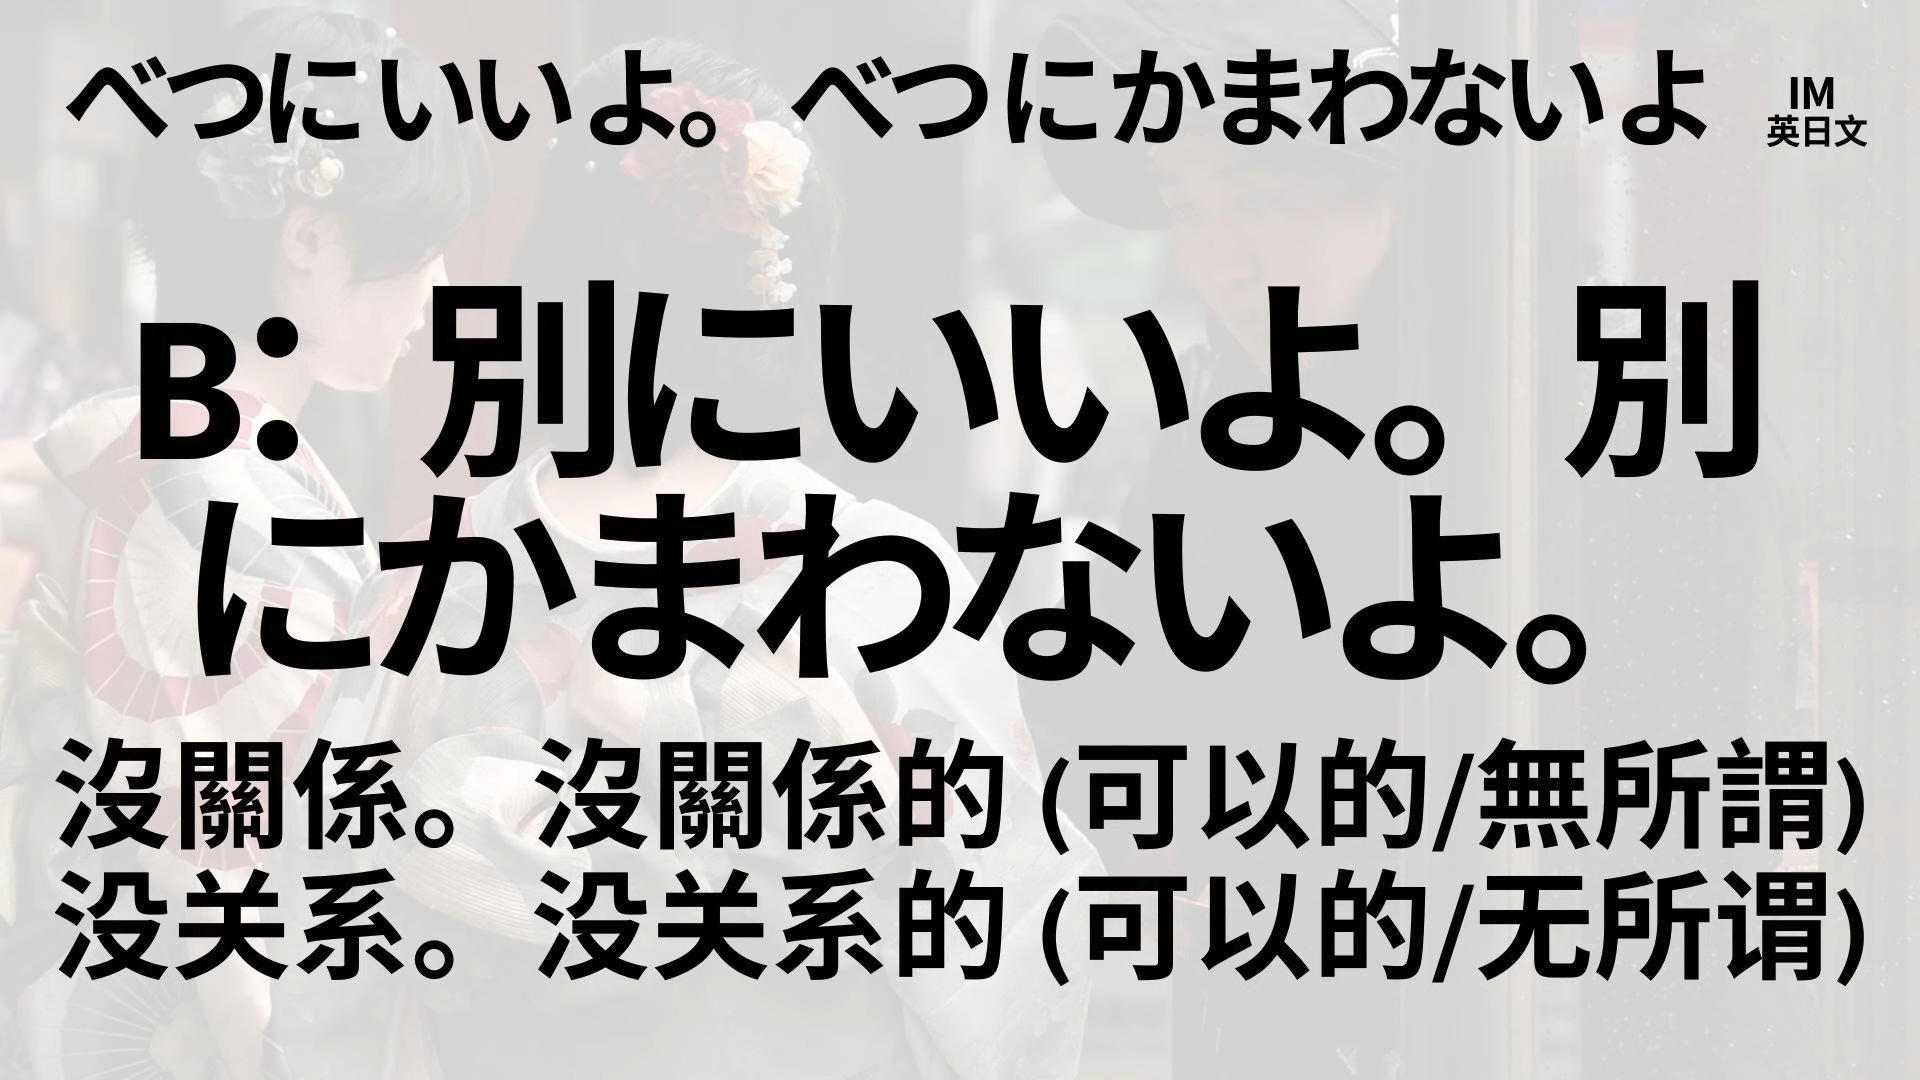 べつにいいよ。べつにかまわないよ
IM
英日文
B：別にいいよ。別
にかまわないよ。
沒關係。沒關係的 (可以的/無所謂)
没关系。没关系的 (可以的/无所谓)